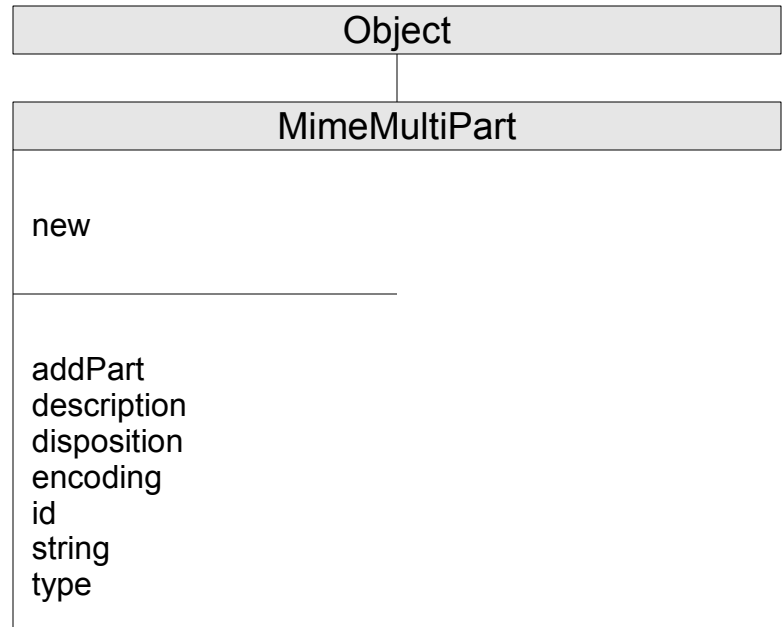 Object
MimeMultiPart
new
addPart
description
disposition
encoding
id
string
type